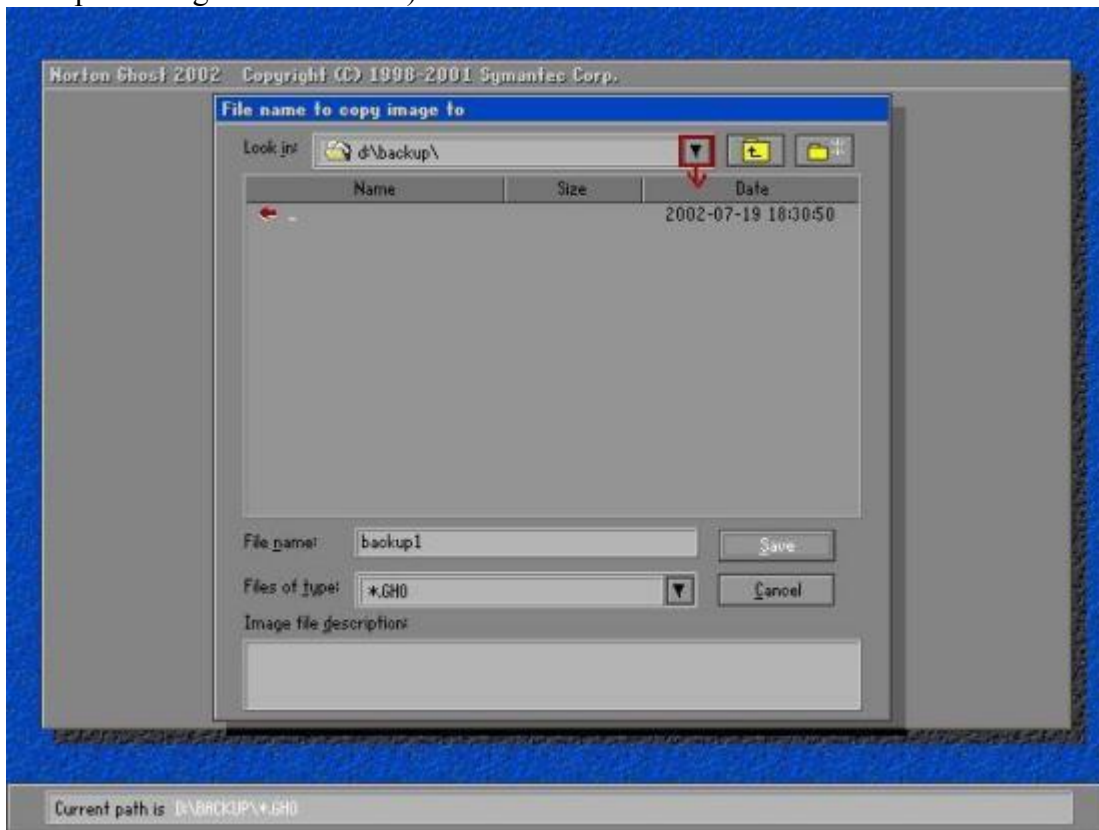 Norton Ghost 2002 Copyright (C) 1998-2001 Symantec Corp.
File name to copy image to
Look in: d:\backup\
Name Size Date
.. 2002-07-19 18:30:50
File name: backup1 Save
Files of type: *.GHO Cancel
Image file description:
Current path is D:\BACKUP\*.GHO